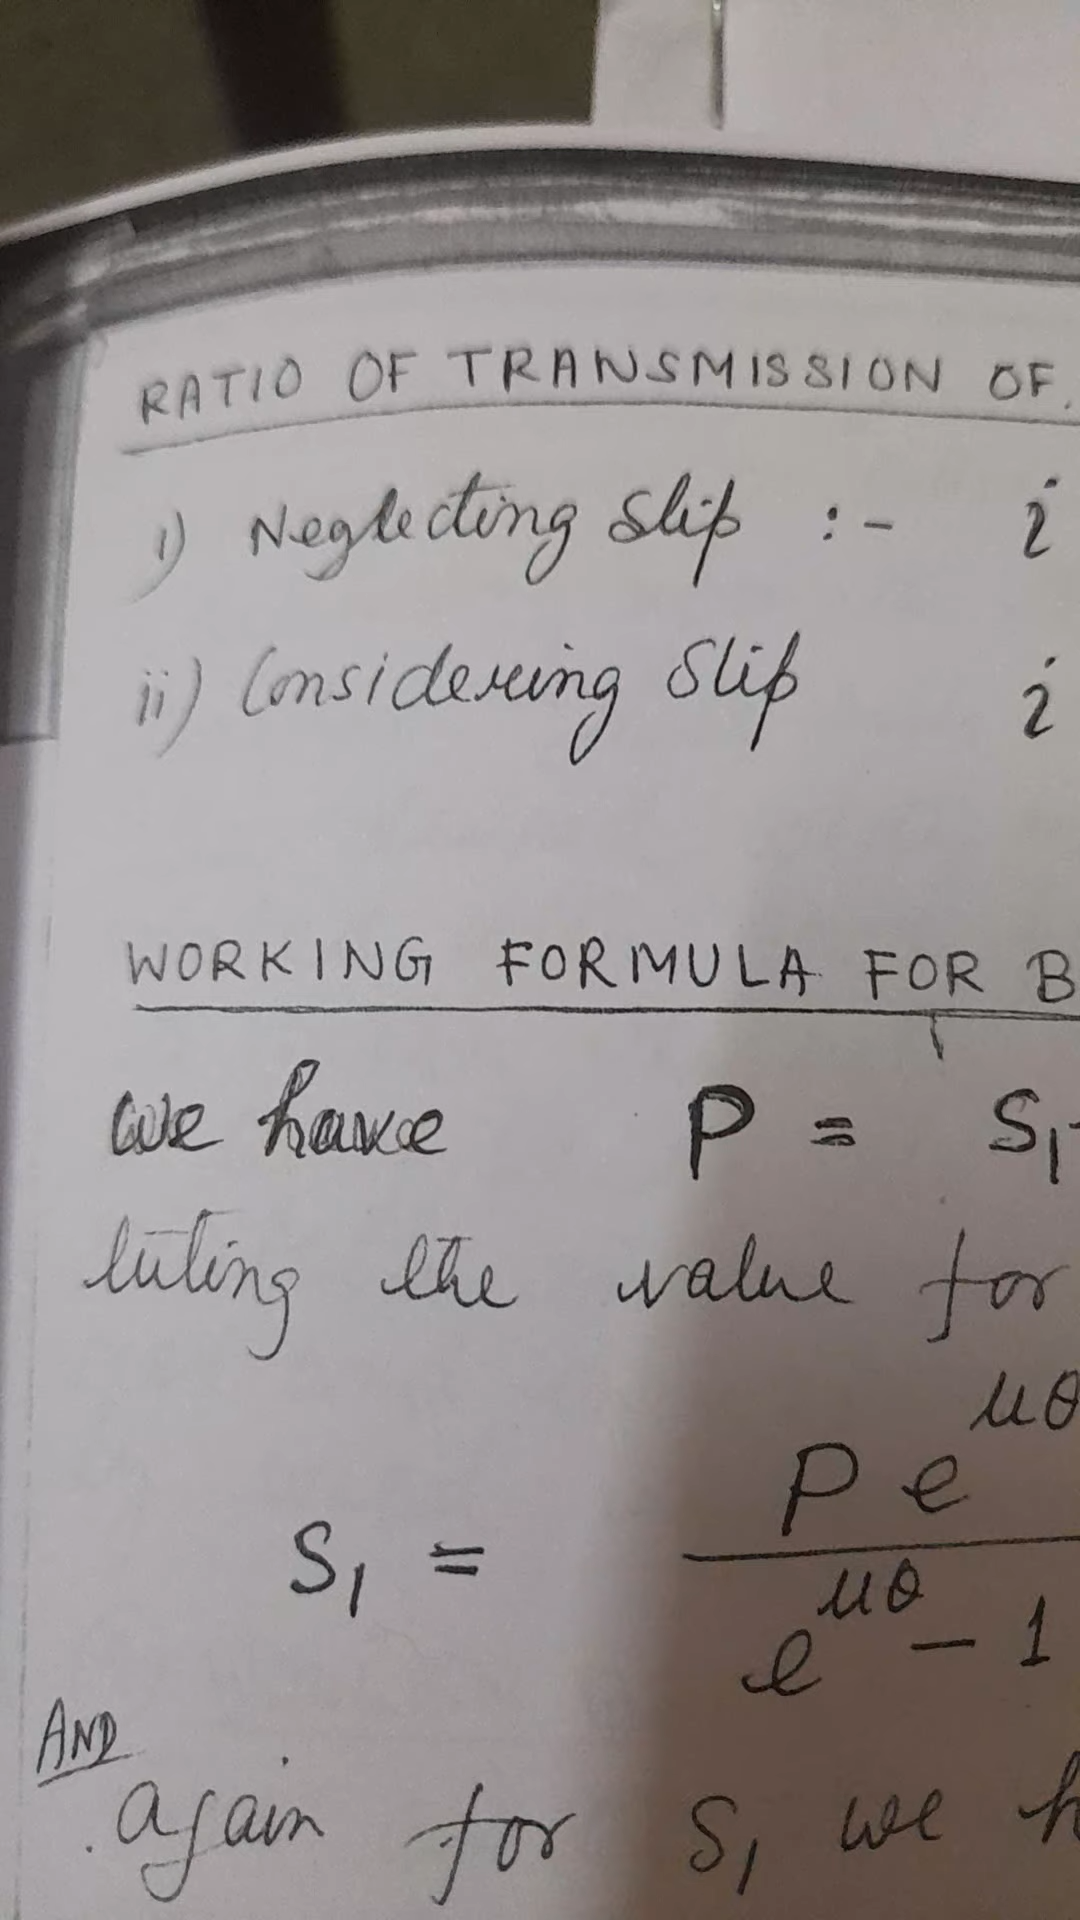 RATIO OF TRANSMISSION OF
i) Neglecting Slip :- i
ii) Considering Slip i
WORKING FORMULA FOR B
we have P = S₁-
tuting the value for
S₁ = P e^μθ / e^μθ - 1
AND
again for S₁ we h